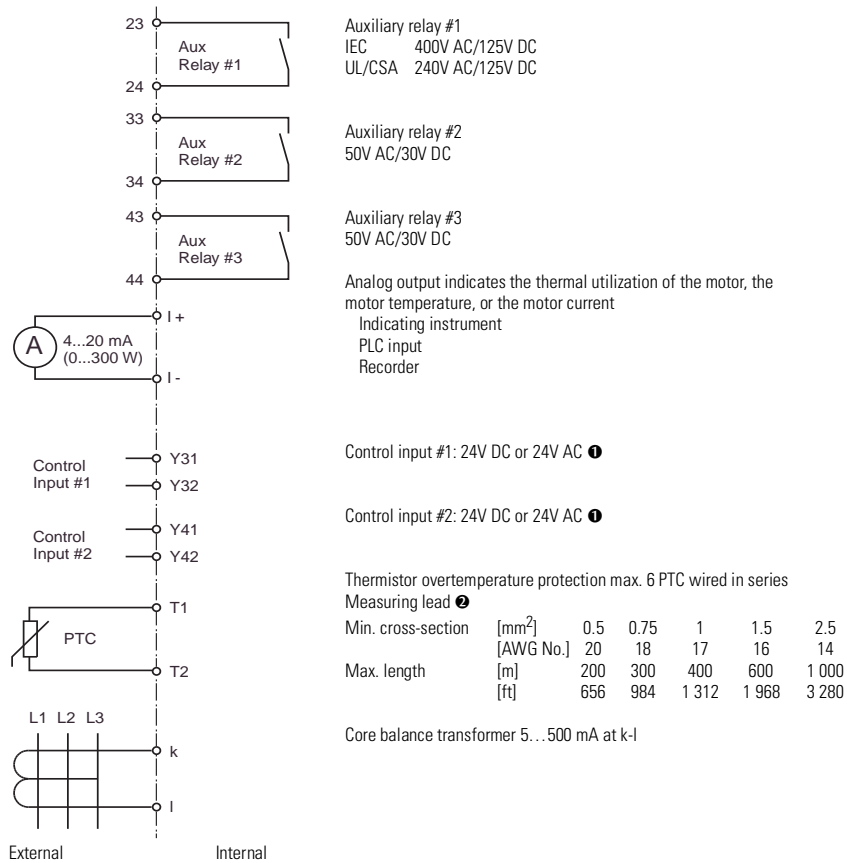 23
Aux
Relay #1
24
Auxiliary relay #1
IEC 400V AC/125V DC
UL/CSA 240V AC/125V DC
33
Aux
Relay #2
34
Auxiliary relay #2
50V AC/30V DC
43
Aux
Relay #3
44
Auxiliary relay #3
50V AC/30V DC
I +
A
4...20 mA
(0...300 W)
I -
Analog output indicates the thermal utilization of the motor, the
motor temperature, or the motor current
Indicating instrument
PLC input
Recorder
Control
Input #1
Y31
Y32
Control input #1: 24V DC or 24V AC ❶
Control
Input #2
Y41
Y42
Control input #2: 24V DC or 24V AC ❶
T1
PTC
T2
Thermistor overtemperature protection max. 6 PTC wired in series
Measuring lead ❷
Min. cross-section [mm²] 0.5 0.75 1 1.5 2.5
[AWG No.] 20 18 17 16 14
Max. length [m] 200 300 400 600 1 000
[ft] 656 984 1 312 1 968 3 280
L1 L2 L3
k
l
Core balance transformer 5...500 mA at k-l
External Internal